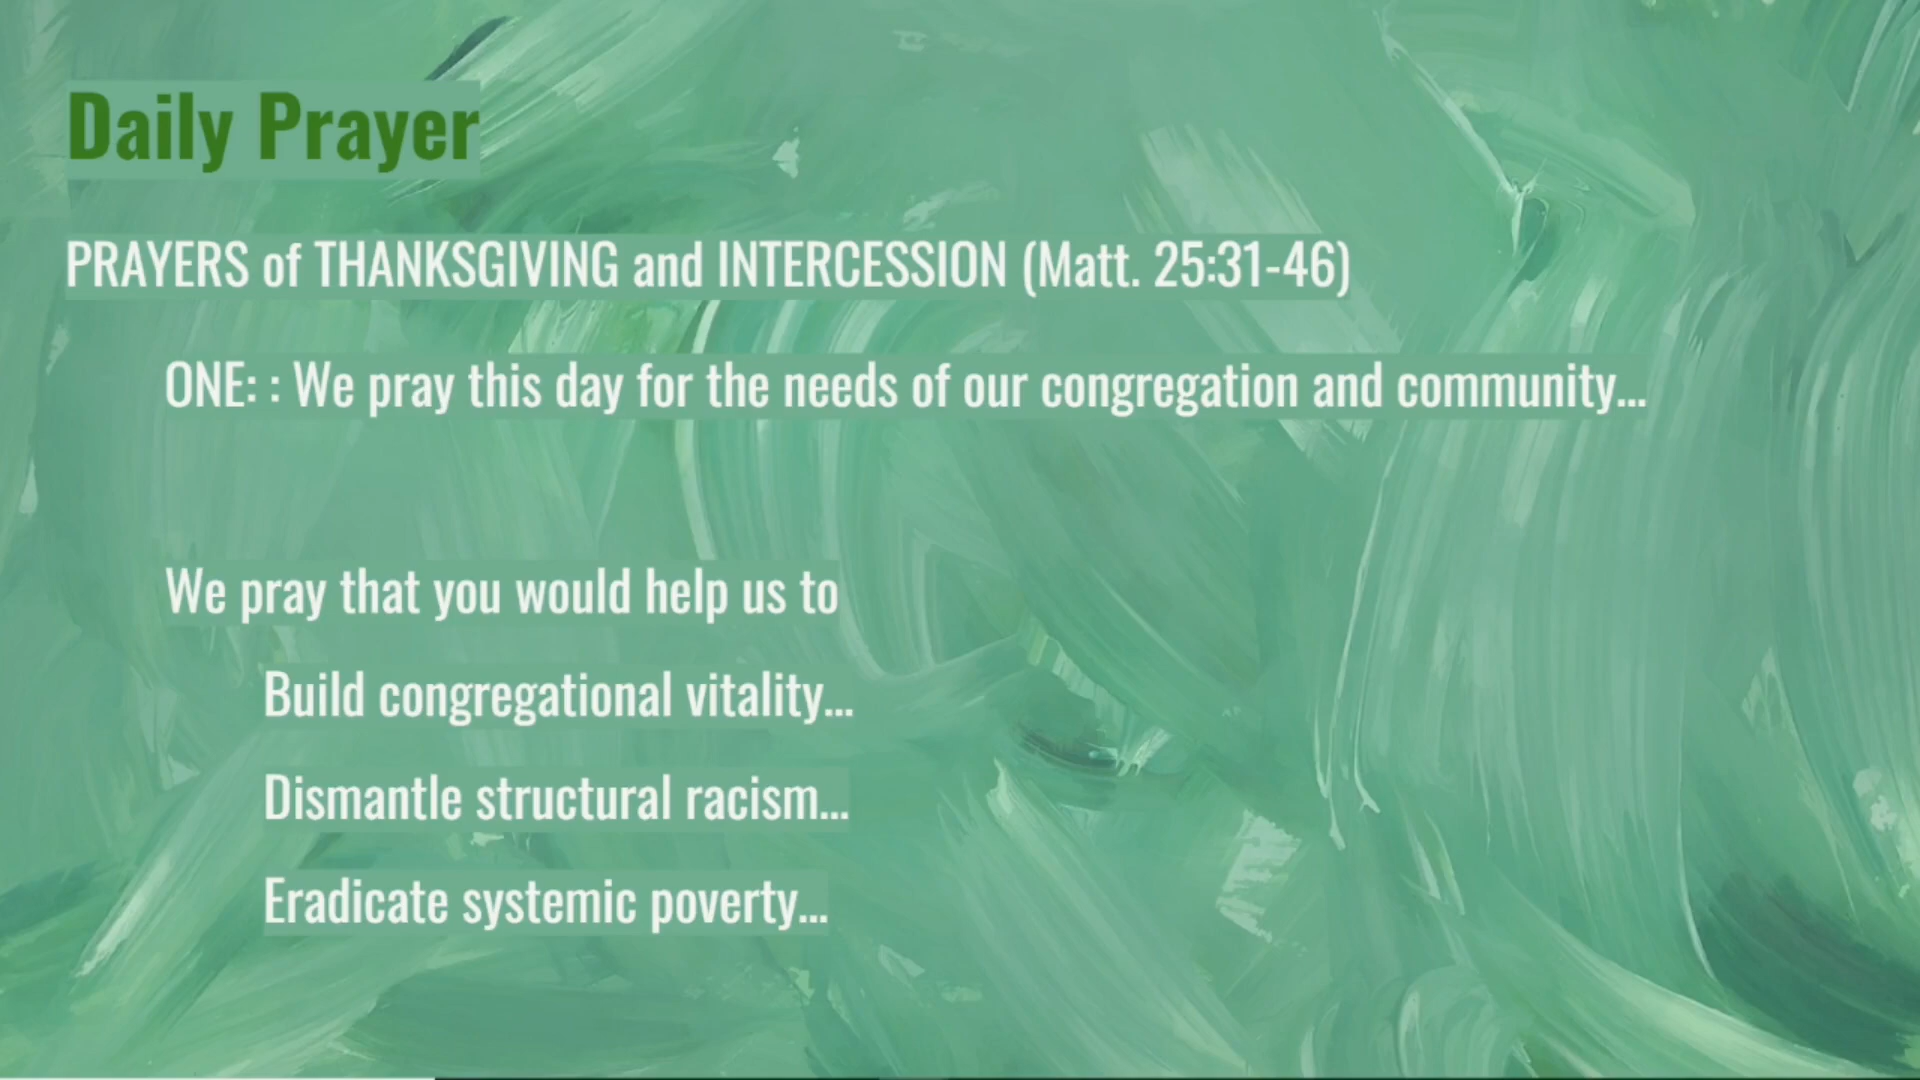 Daily Prayer
PRAYERS of THANKSGIVING and INTERCESSION (Matt. 25:31-46)
ONE: : We pray this day for the needs of our congregation and community...
We pray that you would help us to
Build congregational vitality...
Dismantle structural racism...
Eradicate systemic poverty...